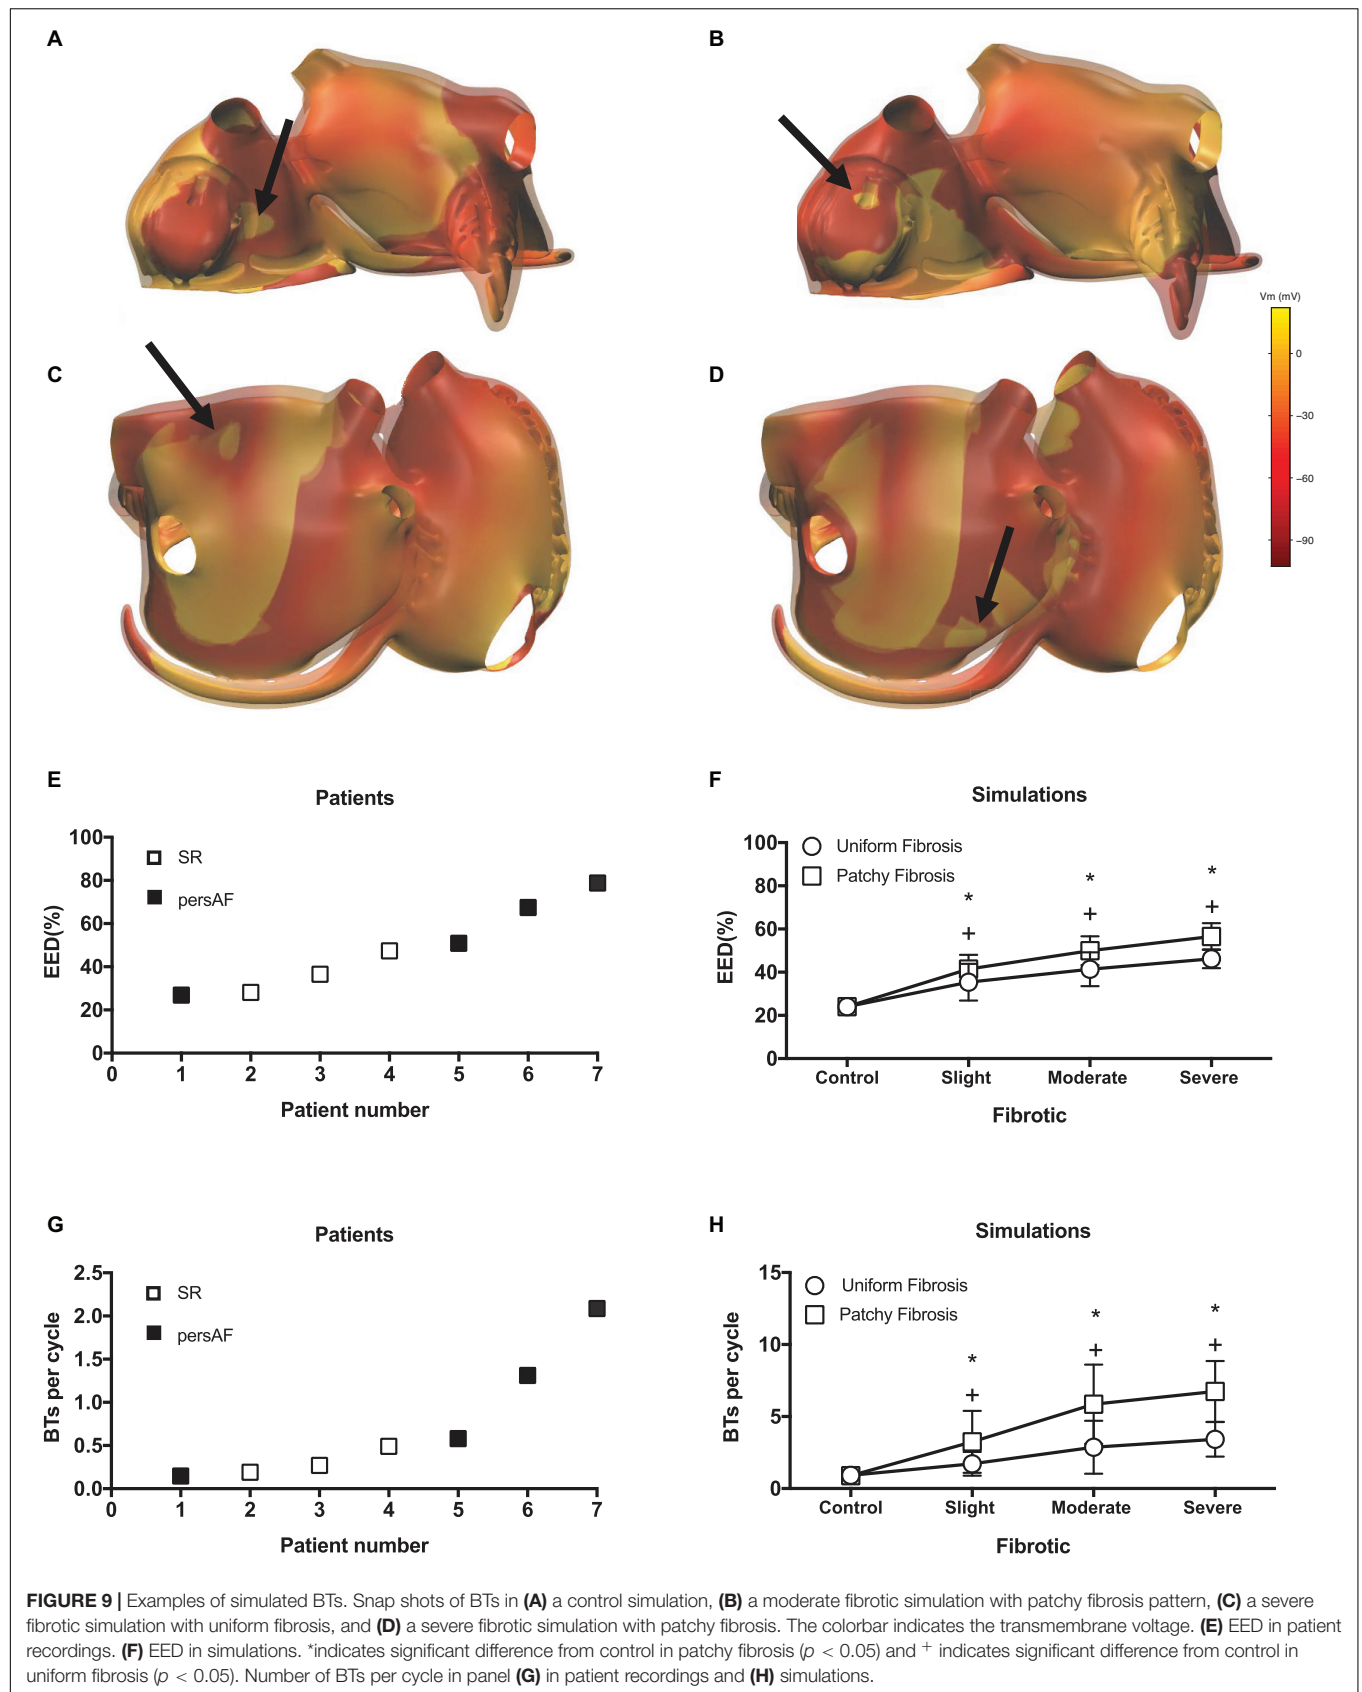 A
B
Vm (mV)
0
−30
−60
−90
C
D
E
Patients
100
80
60
40
20
0
EED(%)
SR
persAF
0 1 2 3 4 5 6 7
Patient number
F
Simulations
100
80
60
40
20
0
EED(%)
Uniform Fibrosis
Patchy Fibrosis
* * *
+ + +
Control Slight Moderate Severe
Fibrotic
G
Patients
2.5
2.0
1.5
1.0
0.5
0.0
BTs per cycle
SR
persAF
0 1 2 3 4 5 6 7
Patient number
H
Simulations
15
10
5
0
BTs per cycle
Uniform Fibrosis
Patchy Fibrosis
* * *
+ + +
Control Slight Moderate Severe
Fibrotic
FIGURE 9 | Examples of simulated BTs. Snap shots of BTs in (A) a control simulation, (B) a moderate fibrotic simulation with patchy fibrosis pattern, (C) a severe
fibrotic simulation with uniform fibrosis, and (D) a severe fibrotic simulation with patchy fibrosis. The colorbar indicates the transmembrane voltage. (E) EED in patient
recordings. (F) EED in simulations. *indicates significant difference from control in patchy fibrosis (p < 0.05) and + indicates significant difference from control in
uniform fibrosis (p < 0.05). Number of BTs per cycle in panel (G) in patient recordings and (H) simulations.